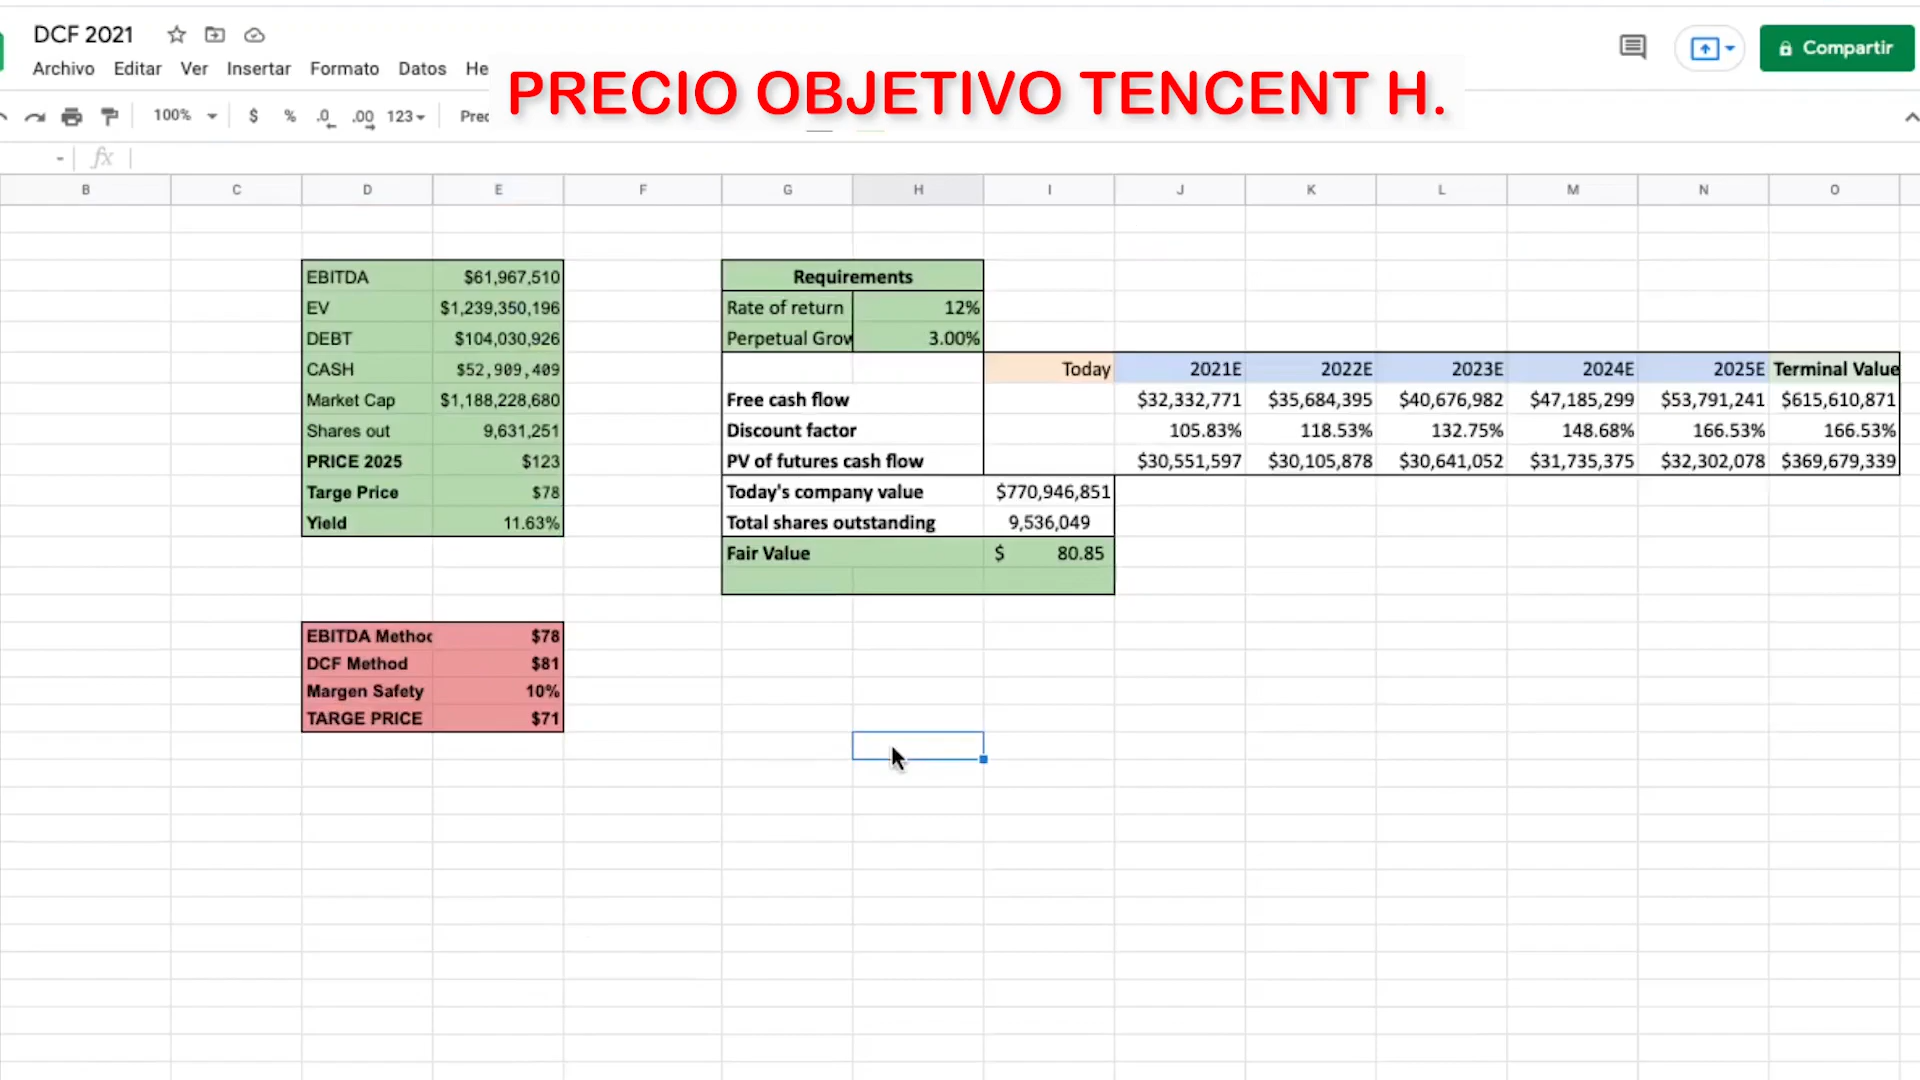 DCF 2021
Compartir
Archivo Editar Ver Insertar Formato Datos He
PRECIO OBJETIVO TENCENT H.
100% $ % .0 .00 123 Prec
fx
B C D E F G H I J K L M N O
EBITDA $61,967,510 Requirements
EV $1,239,350,196 Rate of return 12%
DEBT $104,030,926 Perpetual Grow 3.00%
CASH $52,909,409 Today 2021E 2022E 2023E 2024E 2025E Terminal Value
Market Cap $1,188,228,680 Free cash flow $32,332,771 $35,684,395 $40,676,982 $47,185,299 $53,791,241 $615,610,871
Shares out 9,631,251 Discount factor 105.83% 118.53% 132.75% 148.68% 166.53% 166.53%
PRICE 2025 $123 PV of futures cash flow $30,551,597 $30,105,878 $30,641,052 $31,735,375 $32,302,078 $369,679,339
Targe Price $78 Today's company value $770,946,851
Yield 11.63% Total shares outstanding 9,536,049
Fair Value $ 80.85
EBITDA Methoc $78
DCF Method $81
Margen Safety 10%
TARGE PRICE $71